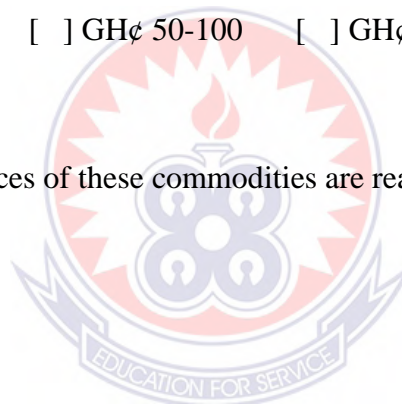 [ ] GH₵ 50-100 [ ] GH₵
ces of these commodities are rea
EDUCATION FOR SERVICE